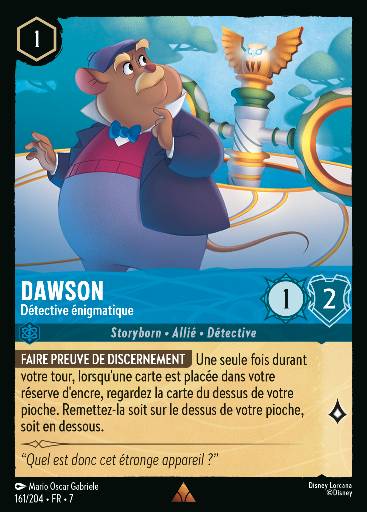 1
DAWSON
Détective énigmatique
1
2
Storyborn • Allié • Détective
FAIRE PREUVE DE DISCERNEMENT Une seule fois durant
votre tour, lorsqu'une carte est placée dans votre
réserve d'encre, regardez la carte du dessus de votre
pioche. Remettez-la soit sur le dessus de votre pioche,
soit en dessous.
“Quel est donc cet étrange appareil ?”
Mario Oscar Gabriele
161/204 • FR • 7
Disney Lorcana
©Disney